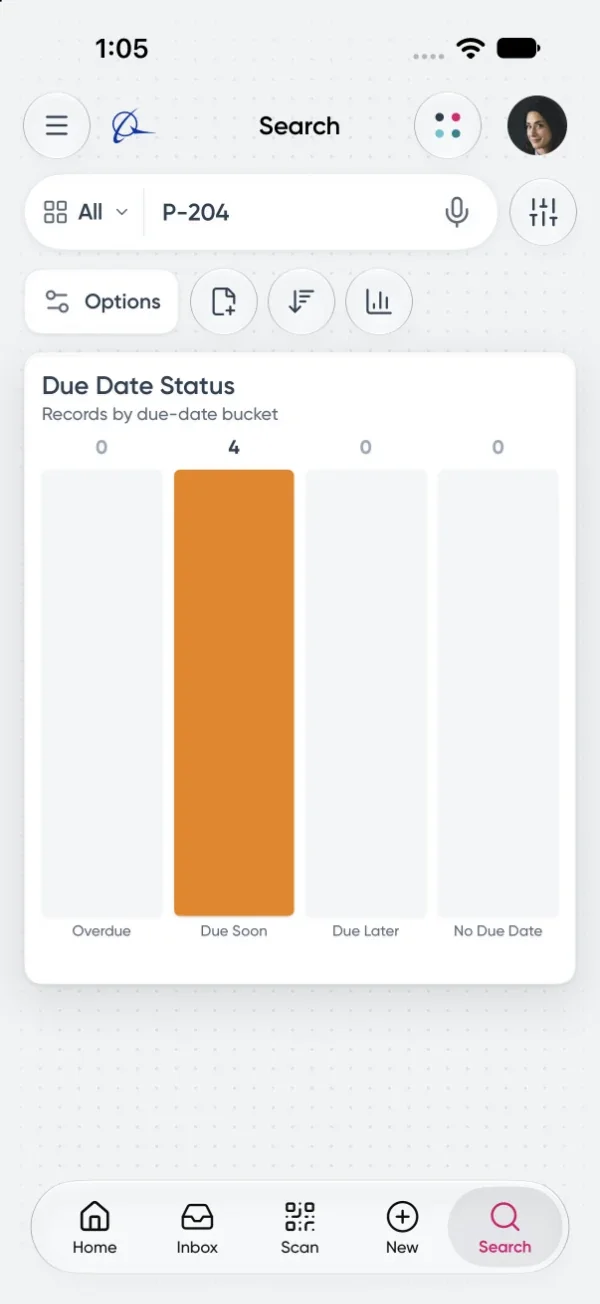 1:05
Search
All
P-204
Options
Due Date Status
Records by due-date bucket
0 4 0 0
Overdue Due Soon Due Later No Due Date
Home Inbox Scan New Search